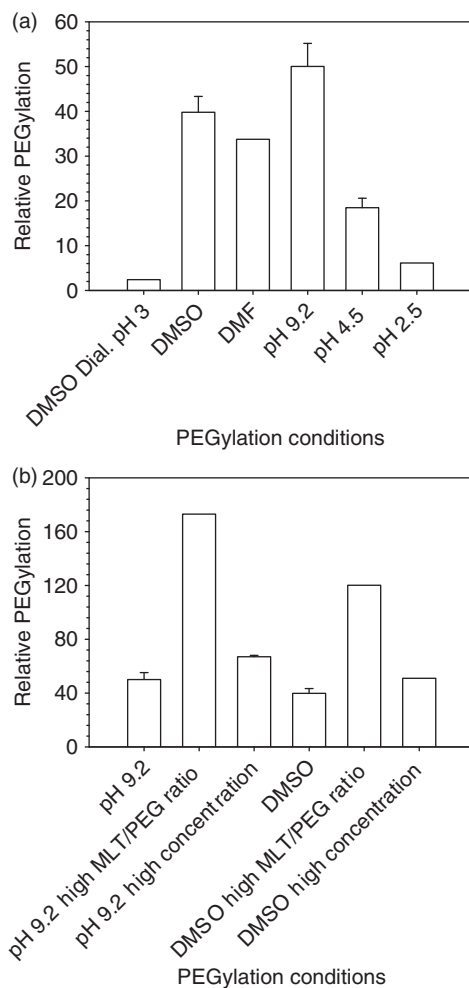 (a)
60
50
40
30
20
10
0
Relative PEGylation
DMSO Dial. pH 3
DMSO
DMF
pH 9.2
pH 4.5
pH 2.5
PEGylation conditions
(b)
200
160
120
80
40
0
Relative PEGylation
pH 9.2
pH 9.2 high MLT/PEG ratio
pH 9.2 high concentration
DMSO
DMSO high MLT/PEG ratio
DMSO high concentration
PEGylation conditions